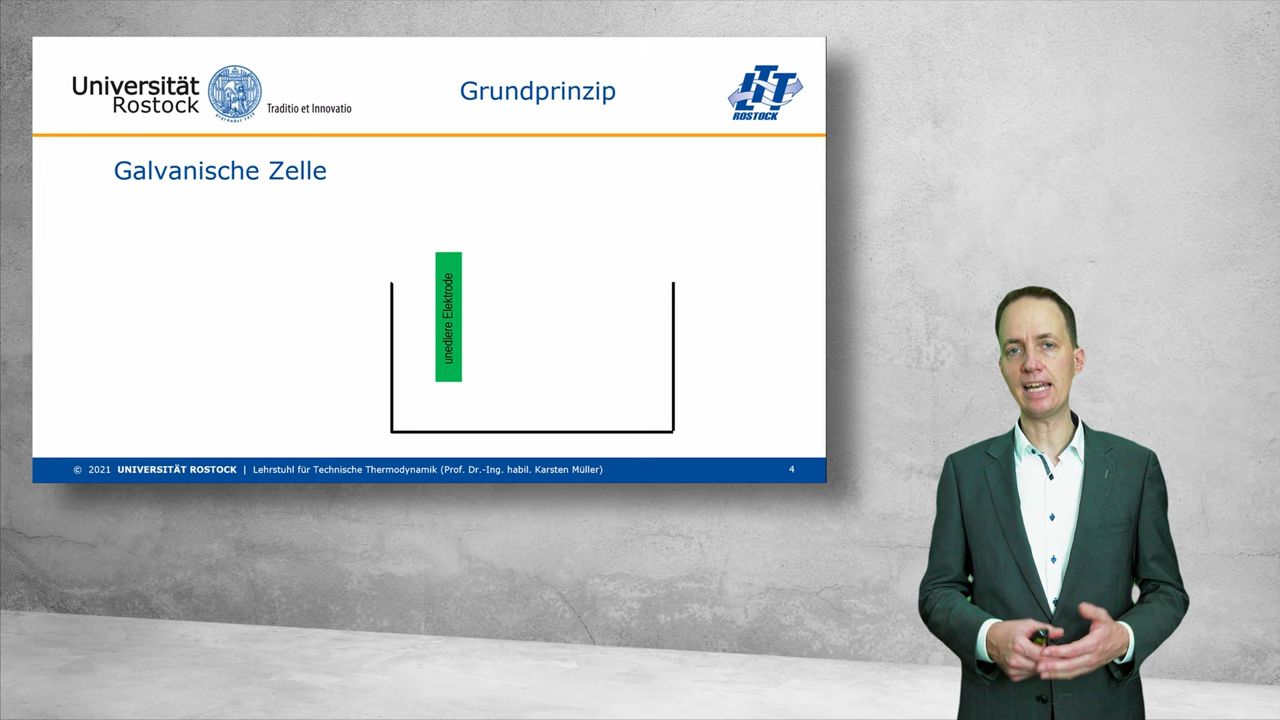 Universität
Rostock
Traditio et Innovatio
Grundprinzip
LTT
ROSTOCK
Galvanische Zelle
unedlere Elektrode
© 2021 UNIVERSITÄT ROSTOCK | Lehrstuhl für Technische Thermodynamik (Prof. Dr.-Ing. habil. Karsten Müller)
4